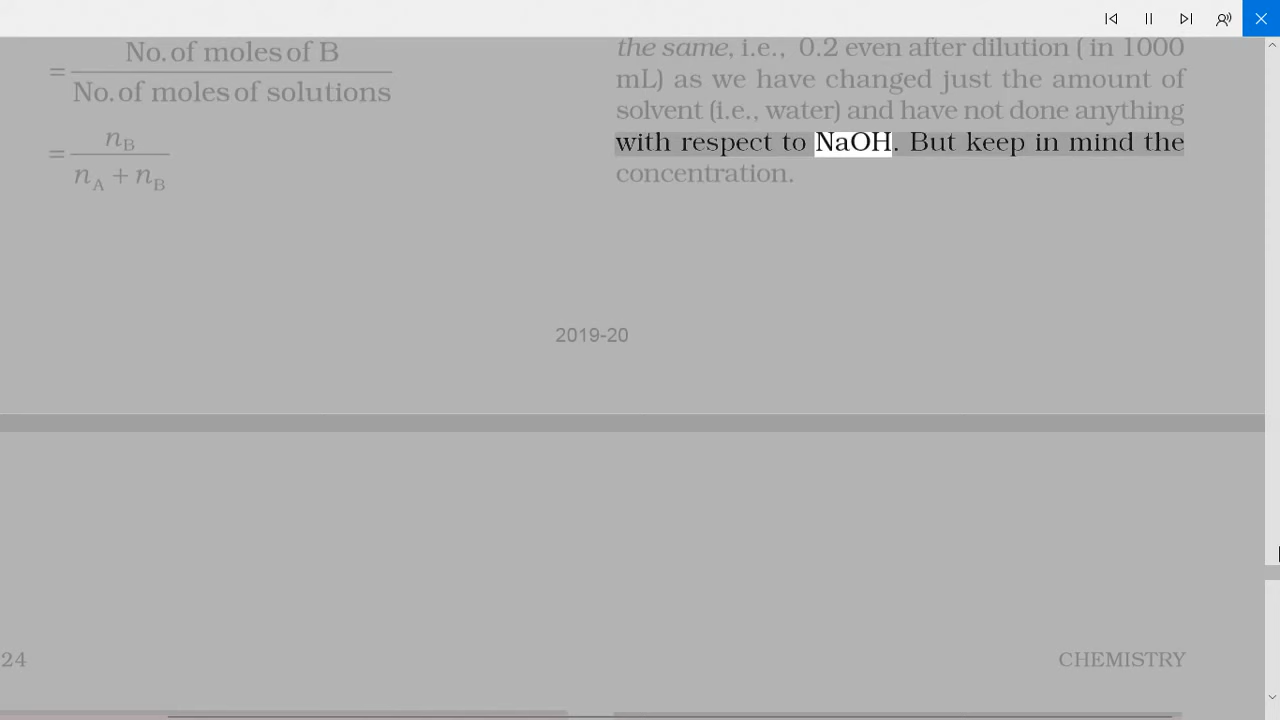 = No. of moles of B
No. of moles of solutions
= nB
nA + nB
the same, i.e., 0.2 even after dilution ( in 1000
mL) as we have changed just the amount of
solvent (i.e., water) and have not done anything
with respect to NaOH. But keep in mind the
concentration.
2019-20
24
CHEMISTRY